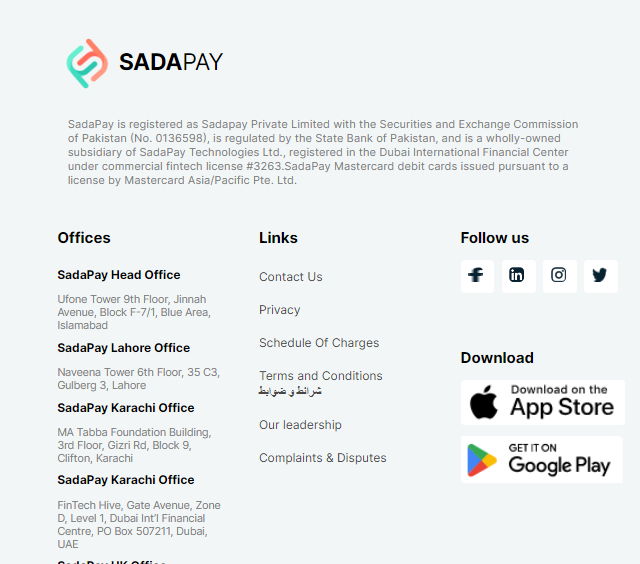 SADAPAY
SadaPay is registered as Sadapay Private Limited with the Securities and Exchange Commission
of Pakistan (No. 0136598), is regulated by the State Bank of Pakistan, and is a wholly-owned
subsidiary of SadaPay Technologies Ltd., registered in the Dubai International Financial Center
under commercial fintech license #3263.SadaPay Mastercard debit cards issued pursuant to a
license by Mastercard Asia/Pacific Pte. Ltd.
Offices
SadaPay Head Office
Ufone Tower 9th Floor, Jinnah
Avenue, Block F-7/1, Blue Area,
Islamabad
SadaPay Lahore Office
Naveena Tower 6th Floor, 35 C3,
Gulberg 3, Lahore
SadaPay Karachi Office
MA Tabba Foundation Building,
3rd Floor, Gizri Rd, Block 9,
Clifton, Karachi
SadaPay Karachi Office
FinTech Hive, Gate Avenue, Zone
D, Level 1, Dubai Int'l Financial
Centre, PO Box 507211, Dubai,
UAE
SadaPay UK Office
Links
Contact Us
Privacy
Schedule Of Charges
Terms and Conditions
شرائط و ضوابط
Our leadership
Complaints & Disputes
Follow us
Download
Download on the
App Store
GET IT ON
Google Play